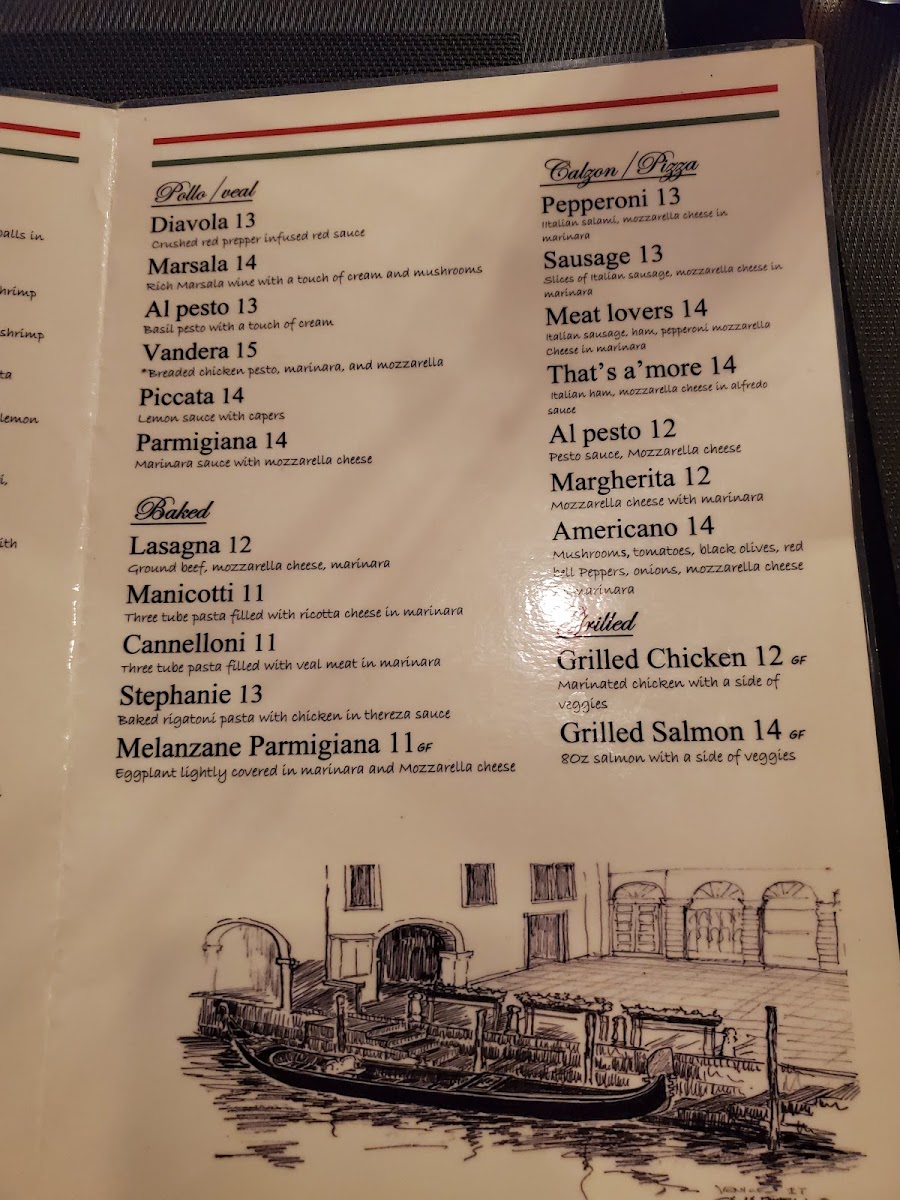 balls in
shrimp
shrimp
lemon
Pollo/veal
Diavola 13
Crushed red prepper infused red sauce
Marsala 14
Rich Marsala wine with a touch of cream and mushrooms
Al pesto 13
Basil pesto with a touch of cream
Vandera 15
*Breaded chicken pesto, marinara, and mozzarella
Piccata 14
Lemon sauce with capers
Parmigiana 14
Marinara sauce with mozzarella cheese
Baked
Lasagna 12
Ground beef, mozzarella cheese, marinara
Manicotti 11
Three tube pasta filled with ricotta cheese in marinara
Cannelloni 11
Three tube pasta filled with veal meat in marinara
Stephanie 13
Baked rigatoni pasta with chicken in thereza sauce
Melanzane Parmigiana 11 GF
Eggplant lightly covered in marinara and Mozzarella cheese
Calzon/Pizza
Pepperoni 13
IItalian salami, mozzarella cheese in
marinara
Sausage 13
Slices of Italian sausage, mozzarella cheese in
marinara
Meat lovers 14
Italian sausage, ham, pepperoni mozzarella
Cheese in marinara
That's a'more 14
Italian ham, mozzarella cheese in alfredo
sauce
Al pesto 12
Pesto sauce, Mozzarella cheese
Margherita 12
Mozzarella cheese with marinara
Americano 14
Mushrooms, tomatoes, black olives, red
bell Peppers, onions, mozzarella cheese
marinara
Grilled
Grilled Chicken 12 GF
Marinated chicken with a side of
veggies
Grilled Salmon 14 GF
8Oz salmon with a side of veggies